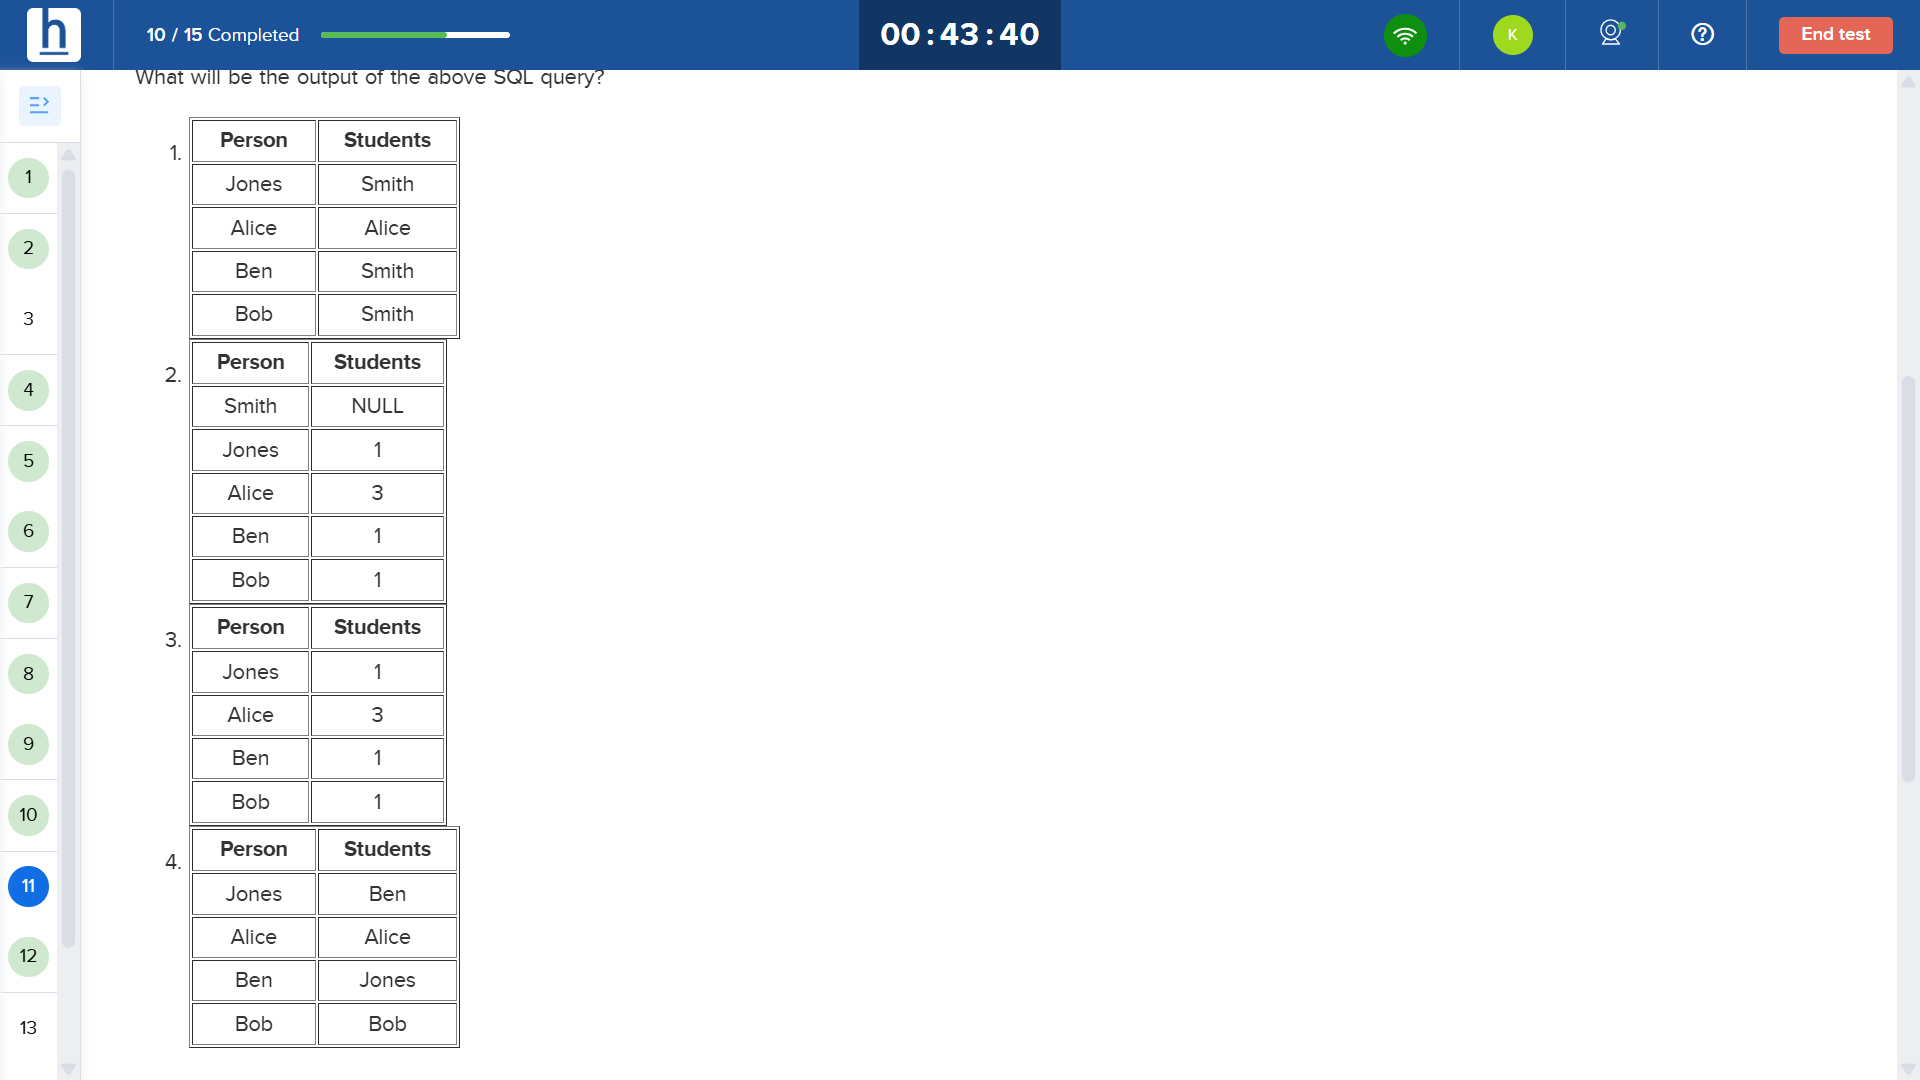 h
10 / 15 Completed
00:43:40
K
?
End test
What will be the output of the above SQL query?
1
2
3
4
5
6
7
8
9
10
11
12
13
1.
Person Students
Jones Smith
Alice Alice
Ben Smith
Bob Smith
2.
Person Students
Smith NULL
Jones 1
Alice 3
Ben 1
Bob 1
3.
Person Students
Jones 1
Alice 3
Ben 1
Bob 1
4.
Person Students
Jones Ben
Alice Alice
Ben Jones
Bob Bob